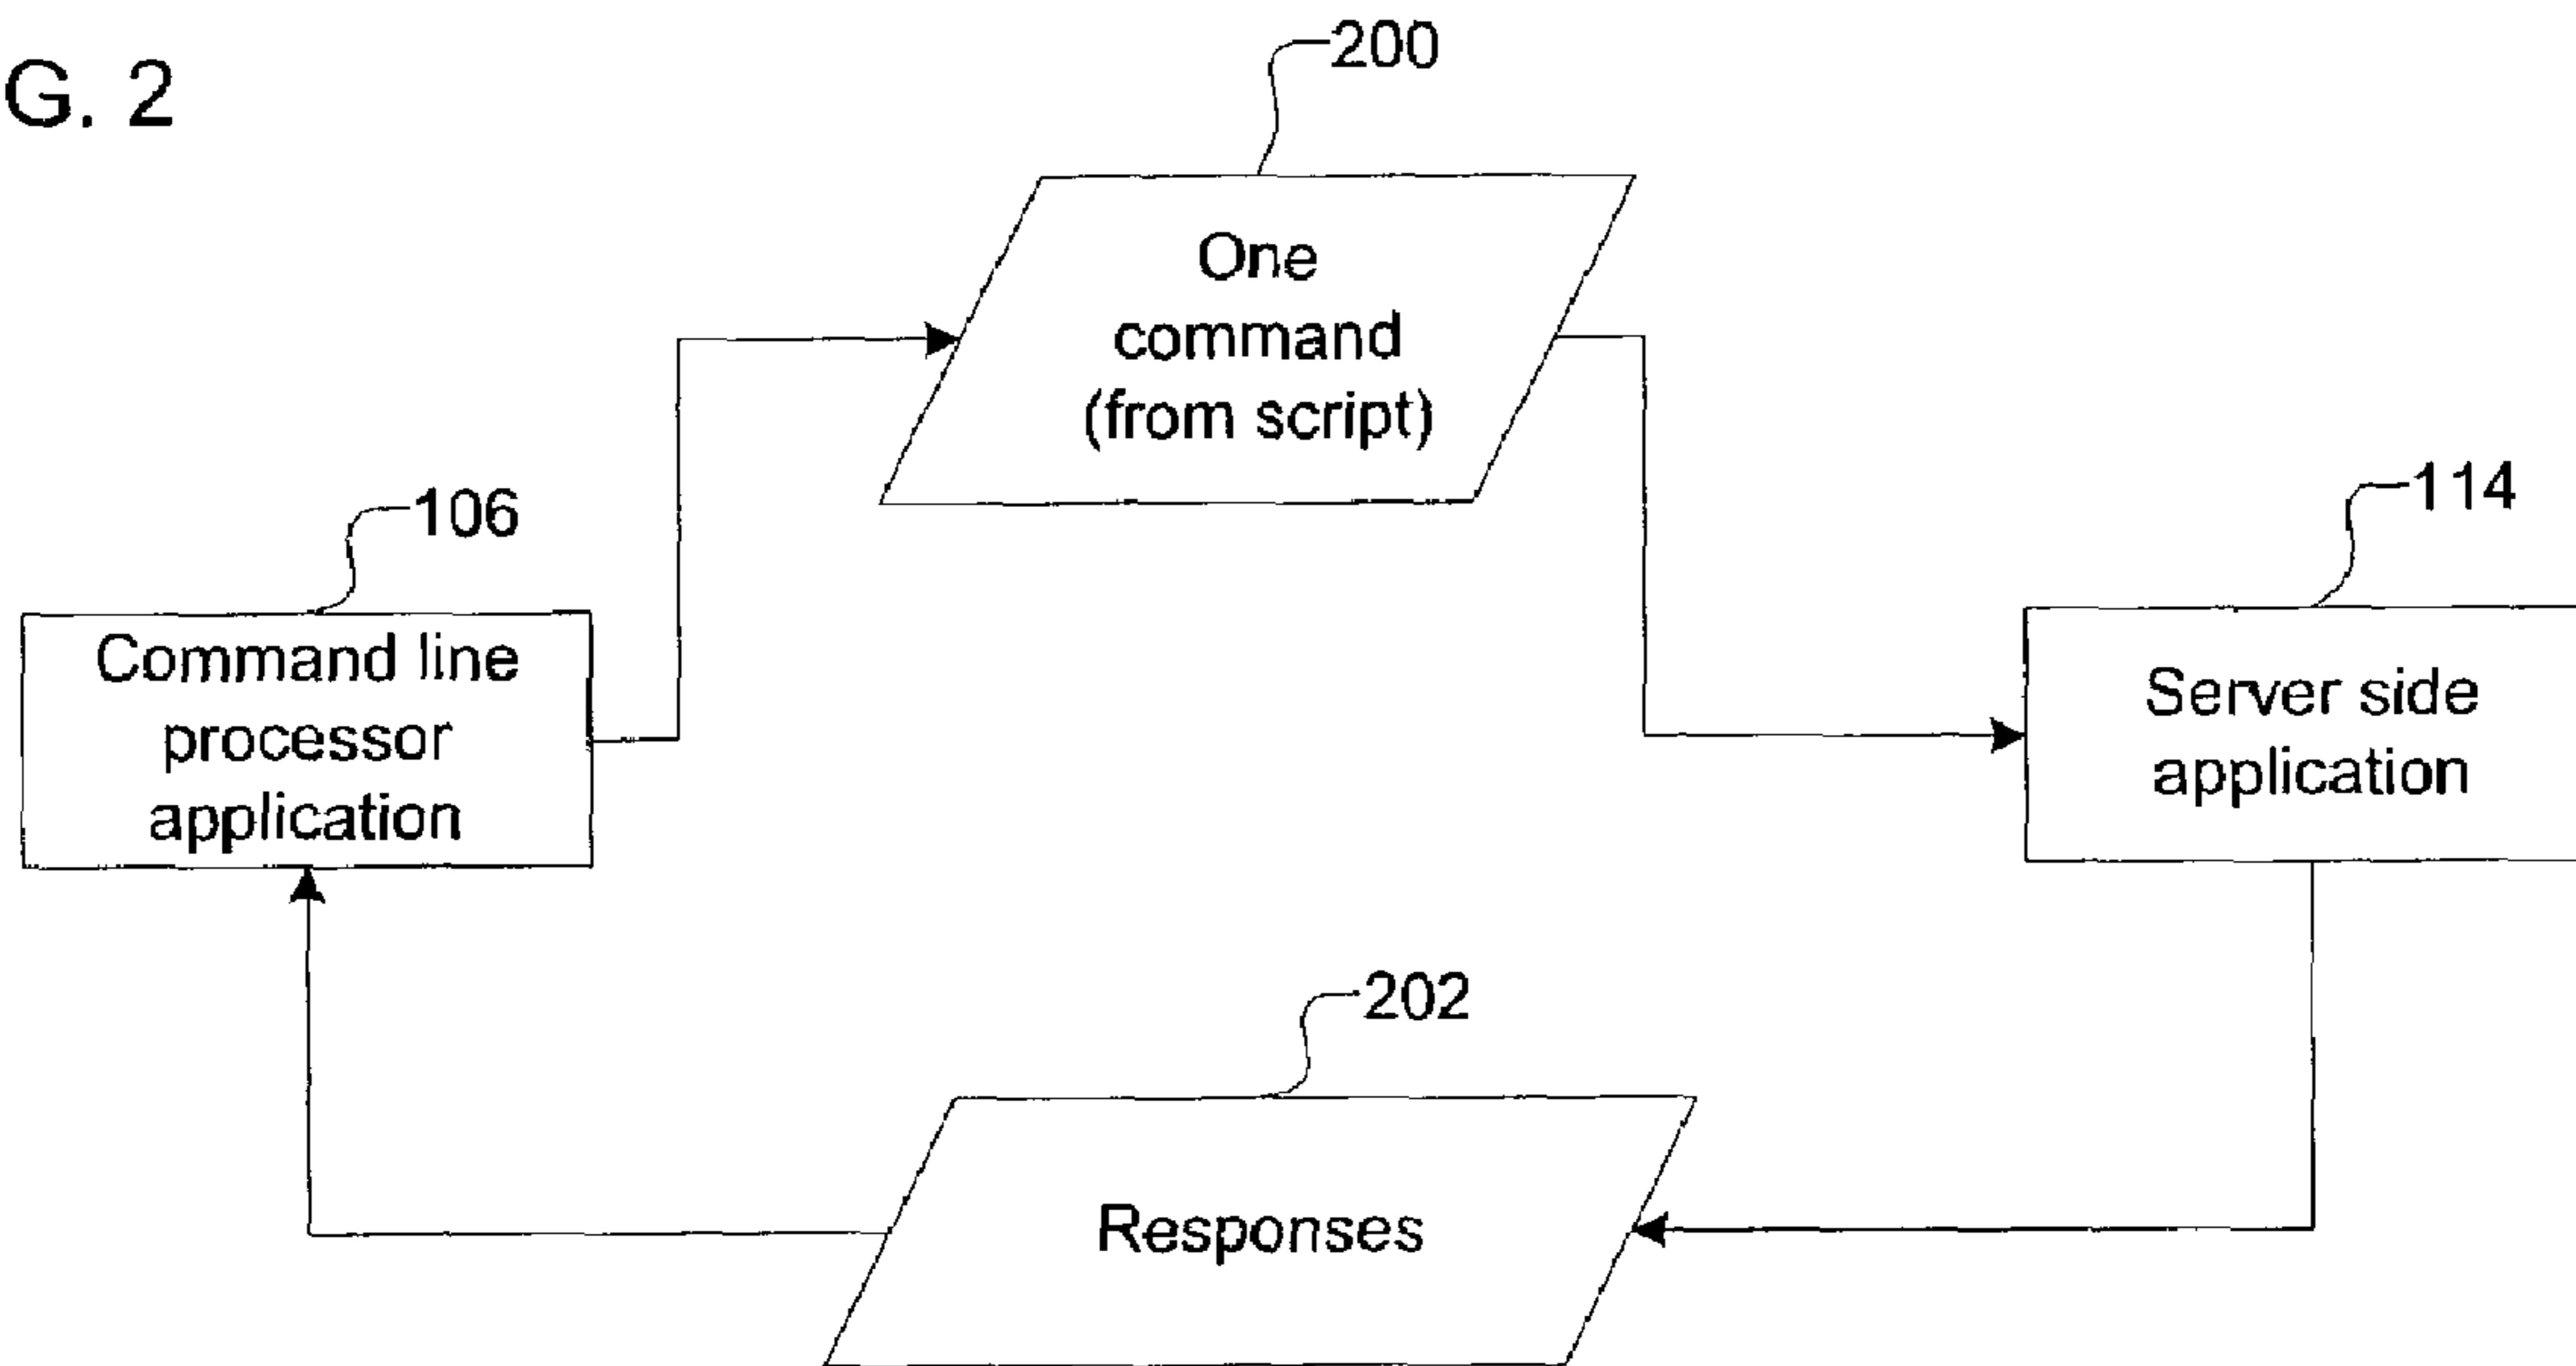 G. 2
200
One
command
(from script)
106
114
Command line
processor
application
Server side
application
202
Responses